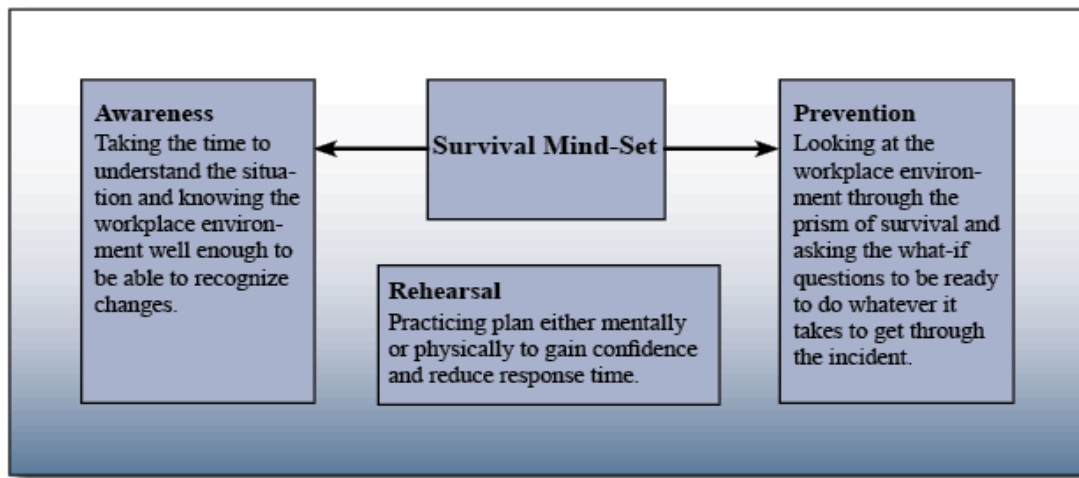 Awareness
Taking the time to
understand the situa-
tion and knowing the
workplace environ-
ment well enough to
be able to recognize
changes.
Survival Mind-Set
Rehearsal
Practicing plan either mentally
or physically to gain confidence
and reduce response time.
Prevention
Looking at the
workplace environ-
ment through the
prism of survival and
asking the what-if
questions to be ready
to do whatever it
takes to get through
the incident.